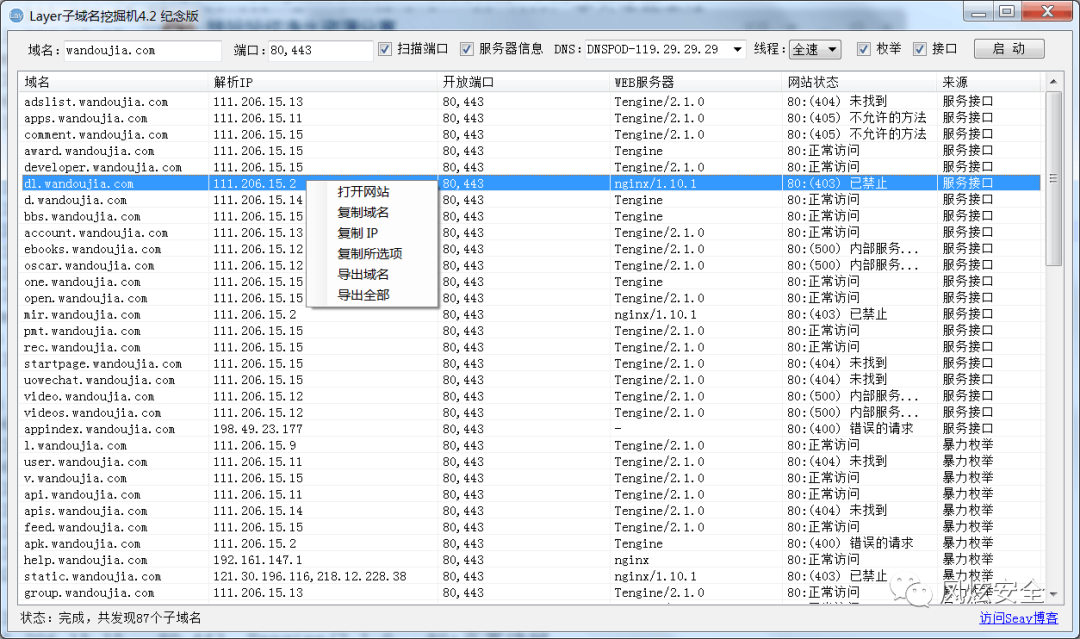 Layer子域名挖掘机4.2 纪念版
域名: wandoujia.com 端口: 80,443 扫描端口 服务器信息 DNS: DNSPOD-119.29.29.29 线程: 全速 枚举 接口 启 动
域名 解析IP 开放端口 WEB服务器 网站状态 来源
adslist.wandoujia.com 111.206.15.13 80,443 Tengine/2.1.0 80:(404) 未找到 服务接口
apps.wandoujia.com 111.206.15.11 80,443 Tengine/2.1.0 80:(405) 不允许的方法 服务接口
comment.wandoujia.com 111.206.15.15 80,443 Tengine/2.1.0 80:(405) 不允许的方法 服务接口
award.wandoujia.com 111.206.15.15 80,443 Tengine 80:正常访问 服务接口
developer.wandoujia.com 111.206.15.15 80,443 Tengine/2.1.0 80:正常访问 服务接口
dl.wandoujia.com 111.206.15.2 80,443 nginx/1.10.1 80:(403) 已禁止 服务接口
d.wandoujia.com 111.206.15.14 80,443 Tengine 80:正常访问 服务接口
bbs.wandoujia.com 111.206.15.15 80,443 Tengine 80:正常访问 服务接口
account.wandoujia.com 111.206.15.13 80,443 Tengine/2.1.0 80:正常访问 服务接口
ebooks.wandoujia.com 111.206.15.12 80,443 Tengine/2.1.0 80:(500) 内部服务... 服务接口
oscar.wandoujia.com 111.206.15.12 80,443 Tengine/2.1.0 80:(500) 内部服务... 服务接口
one.wandoujia.com 111.206.15.15 80,443 Tengine 80:正常访问 服务接口
open.wandoujia.com 111.206.15.15 80,443 Tengine/2.1.0 80:正常访问 服务接口
mir.wandoujia.com 111.206.15.2 80,443 nginx/1.10.1 80:(403) 已禁止 服务接口
pmt.wandoujia.com 111.206.15.15 80,443 Tengine/2.1.0 80:正常访问 服务接口
rec.wandoujia.com 111.206.15.15 80,443 Tengine/2.1.0 80:正常访问 服务接口
startpage.wandoujia.com 111.206.15.15 80,443 Tengine/2.1.0 80:(404) 未找到 服务接口
uowechat.wandoujia.com 111.206.15.15 80,443 Tengine/2.1.0 80:(404) 未找到 服务接口
video.wandoujia.com 111.206.15.12 80,443 Tengine/2.1.0 80:(500) 内部服务... 服务接口
videos.wandoujia.com 111.206.15.12 80,443 Tengine/2.1.0 80:(500) 内部服务... 服务接口
appindex.wandoujia.com 198.49.23.177 80,443 - 80:(400) 错误的请求 服务接口
l.wandoujia.com 111.206.15.9 80,443 Tengine/2.1.0 80:正常访问 暴力枚举
user.wandoujia.com 111.206.15.11 80,443 Tengine/2.1.0 80:(404) 未找到 暴力枚举
v.wandoujia.com 111.206.15.15 80,443 Tengine/2.1.0 80:正常访问 暴力枚举
api.wandoujia.com 111.206.15.11 80,443 Tengine/2.1.0 80:正常访问 暴力枚举
apis.wandoujia.com 111.206.15.14 80,443 Tengine/2.1.0 80:(404) 未找到 暴力枚举
feed.wandoujia.com 111.206.15.15 80,443 Tengine/2.1.0 80:正常访问 暴力枚举
apk.wandoujia.com 111.206.15.2 80,443 Tengine 80:(400) 错误的请求 暴力枚举
help.wandoujia.com 192.161.147.1 80,443 nginx 80:正常访问 暴力枚举
static.wandoujia.com 121.30.196.116,218.12.228.38 80,443 nginx/1.10.1 80:(403) 已禁止 暴力枚举
group.wandoujia.com 111.206.15.13 80,443 Tengine/2.1.0 80:正常访问 暴力枚举
打开网站
复制域名
复制 IP
复制所选项
导出域名
导出全部
风炫安全
状态: 完成，共发现87个子域名 访问Seay博客